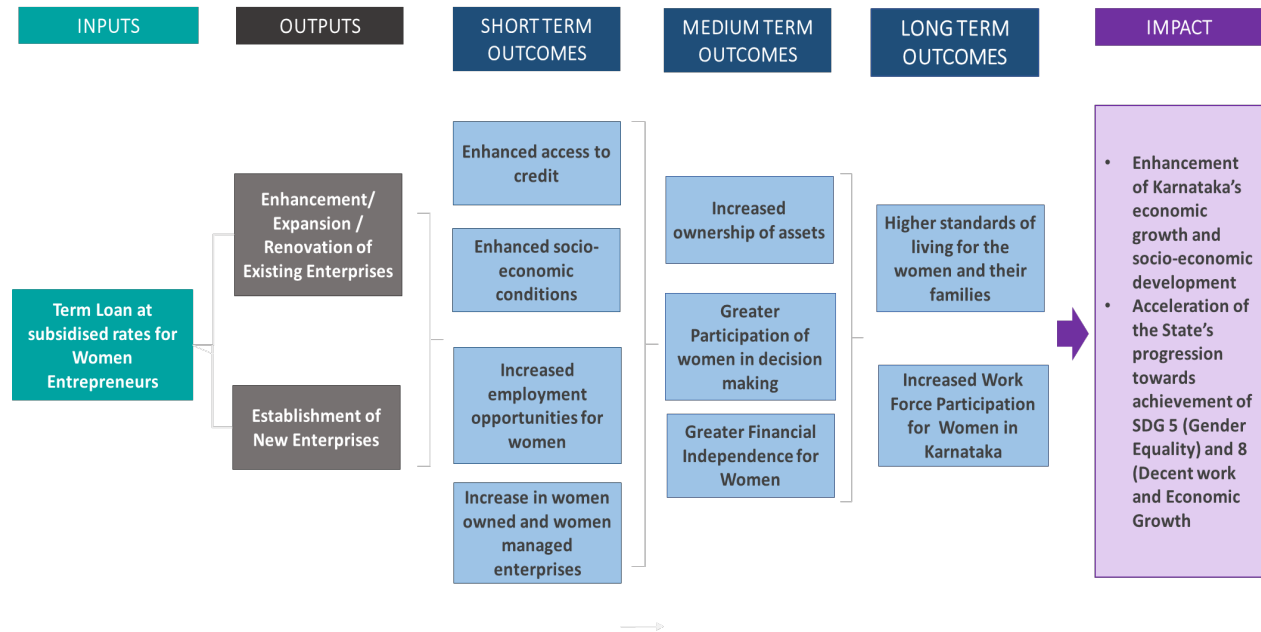 INPUTS
OUTPUTS
SHORT TERM
OUTCOMES
MEDIUM TERM
OUTCOMES
LONG TERM
OUTCOMES
IMPACT
Term Loan at
subsidised rates for
Women
Entrepreneurs
Enhancement/
Expansion /
Renovation of
Existing Enterprises
Establishment of
New Enterprises
Enhanced access to
credit
Enhanced socio-
economic
conditions
Increased
employment
opportunities for
women
Increase in women
owned and women
managed
enterprises
Increased
ownership of assets
Greater
Participation of
women in decision
making
Greater Financial
Independence for
Women
Higher standards of
living for the
women and their
families
Increased Work
Force Participation
for Women in
Karnataka
• Enhancement
of Karnataka's
economic
growth and
socio-economic
development
• Acceleration of
the State's
progression
towards
achievement of
SDG 5 (Gender
Equality) and 8
(Decent work
and Economic
Growth